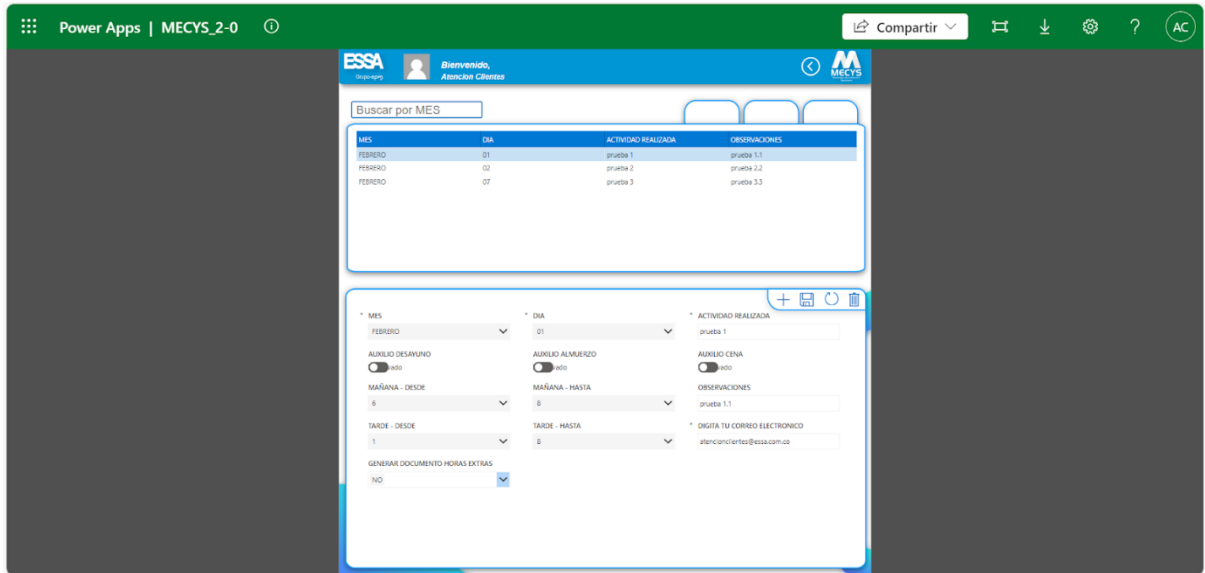 Power Apps | MECYS_2-0
Compartir
?
AC
ESSA
Grupo·epm
Bienvenido,
Atencion Clientes
MECYS
Buscar por MES
MES DIA ACTIVIDAD REALIZADA OBSERVACIONES
FEBRERO 01 prueba 1 prueba 1.1
FEBRERO 02 prueba 2 prueba 2.2
FEBRERO 07 prueba 3 prueba 3.3
* MES * DIA * ACTIVIDAD REALIZADA
FEBRERO 01 prueba 1
AUXILIO DESAYUNO AUXILIO ALMUERZO AUXILIO CENA
MAÑANA - DESDE MAÑANA - HASTA OBSERVACIONES
6 8 prueba 1.1
TARDE - DESDE TARDE - HASTA * DIGITA TU CORREO ELECTRONICO
1 8 atencionclientes@essa.com.co
GENERAR DOCUMENTO HORAS EXTRAS
NO